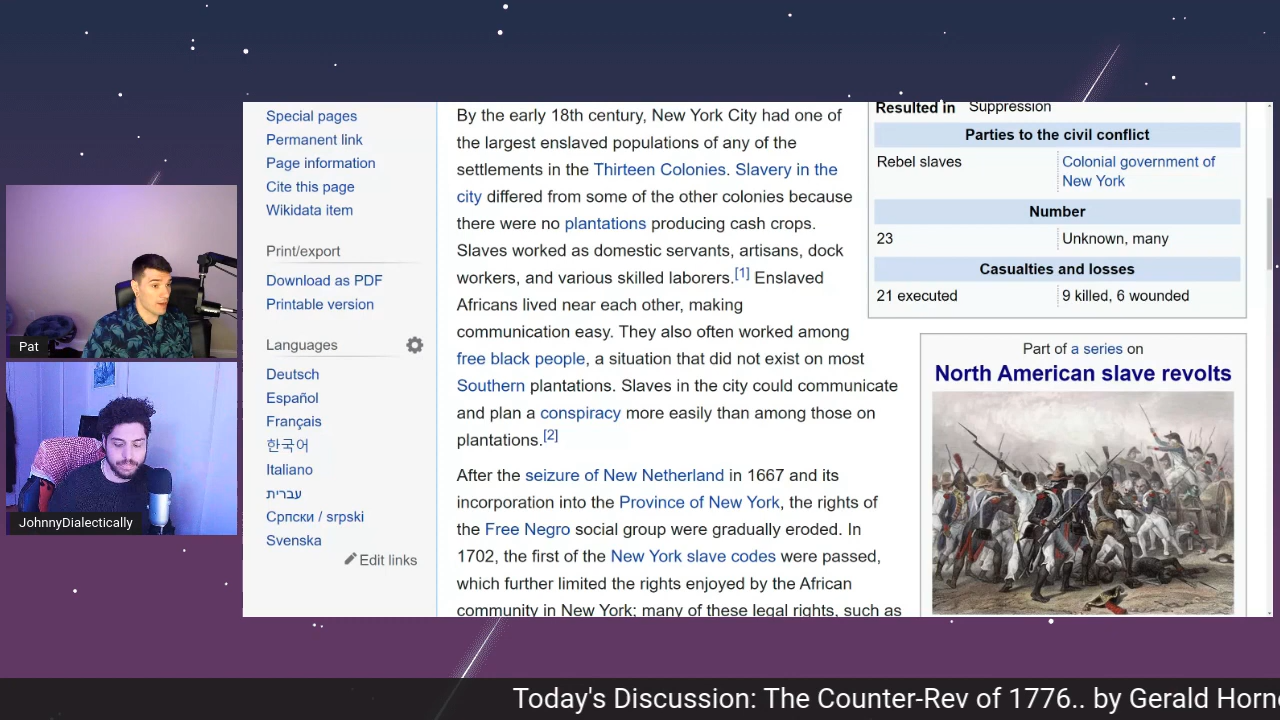 Special pages
Permanent link
Page information
Cite this page
Wikidata item
Print/export
Download as PDF
Printable version
Languages
Deutsch
Español
Français
한국어
Italiano
עברית
Српски / srpski
Svenska
Edit links
By the early 18th century, New York City had one of
the largest enslaved populations of any of the
settlements in the Thirteen Colonies. Slavery in the
city differed from some of the other colonies because
there were no plantations producing cash crops.
Slaves worked as domestic servants, artisans, dock
workers, and various skilled laborers.[1] Enslaved
Africans lived near each other, making
communication easy. They also often worked among
free black people, a situation that did not exist on most
Southern plantations. Slaves in the city could communicate
and plan a conspiracy more easily than among those on
plantations.[2]
After the seizure of New Netherland in 1667 and its
incorporation into the Province of New York, the rights of
the Free Negro social group were gradually eroded. In
1702, the first of the New York slave codes were passed,
which further limited the rights enjoyed by the African
community in New York; many of these legal rights, such as
Resulted in Suppression
Parties to the civil conflict
Rebel slaves
Colonial government of
New York
Number
23
Unknown, many
Casualties and losses
21 executed
9 killed, 6 wounded
Part of a series on
North American slave revolts
Pat
JohnnyDialectically
Today's Discussion: The Counter-Rev of 1776.. by Gerald Horn